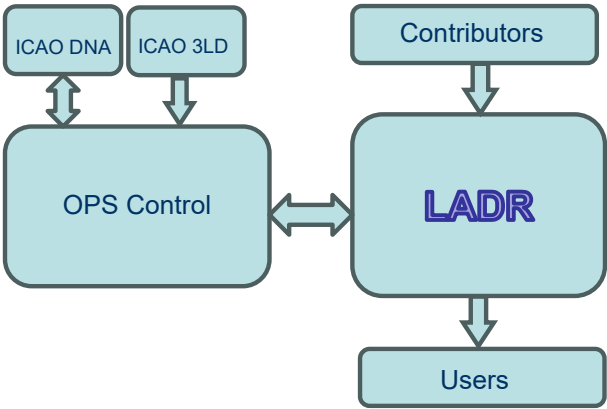 ICAO DNA
ICAO 3LD
Contributors
OPS Control
LADR
Users